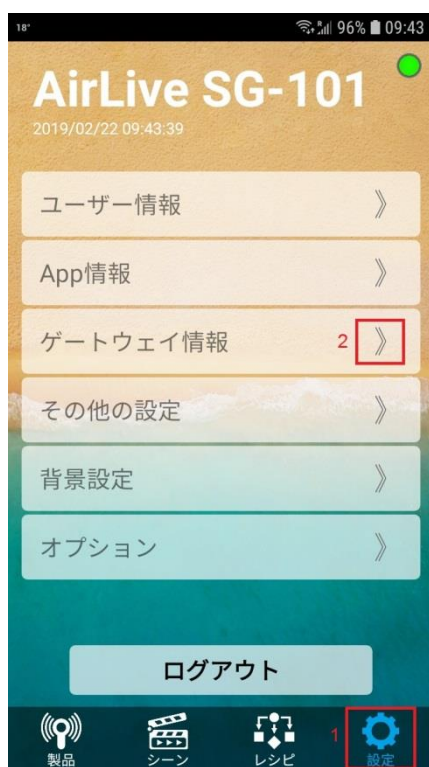 18° 96% 09:43
AirLive SG-101
2019/02/22 09:43:39
ユーザー情報
App情報
ゲートウェイ情報 2
その他の設定
背景設定
オプション
ログアウト
1
製品 シーン レシピ 設定